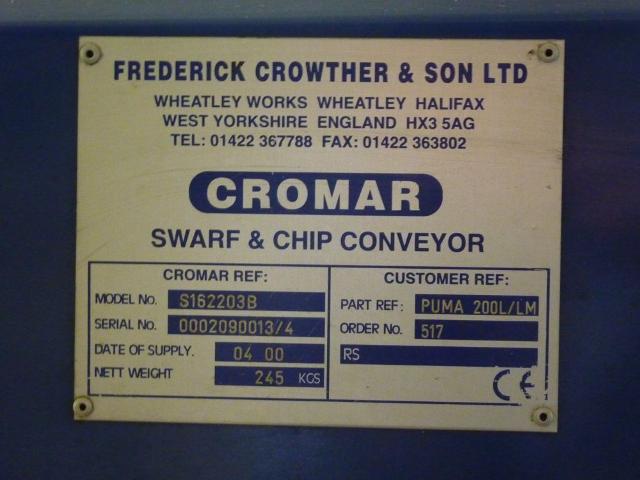 FREDERICK CROWTHER & SON LTD
WHEATLEY WORKS WHEATLEY HALIFAX
WEST YORKSHIRE ENGLAND HX3 5AG
TEL: 01422 367788 FAX: 01422 363802
CROMAR
SWARF & CHIP CONVEYOR
CROMAR REF:
MODEL No. S162203B
SERIAL No. 0002090013/4
DATE OF SUPPLY. 04 00
NETT WEIGHT 245 KGS
CUSTOMER REF:
PART REF: PUMA 200L/LM
ORDER No. 517
RS
CE